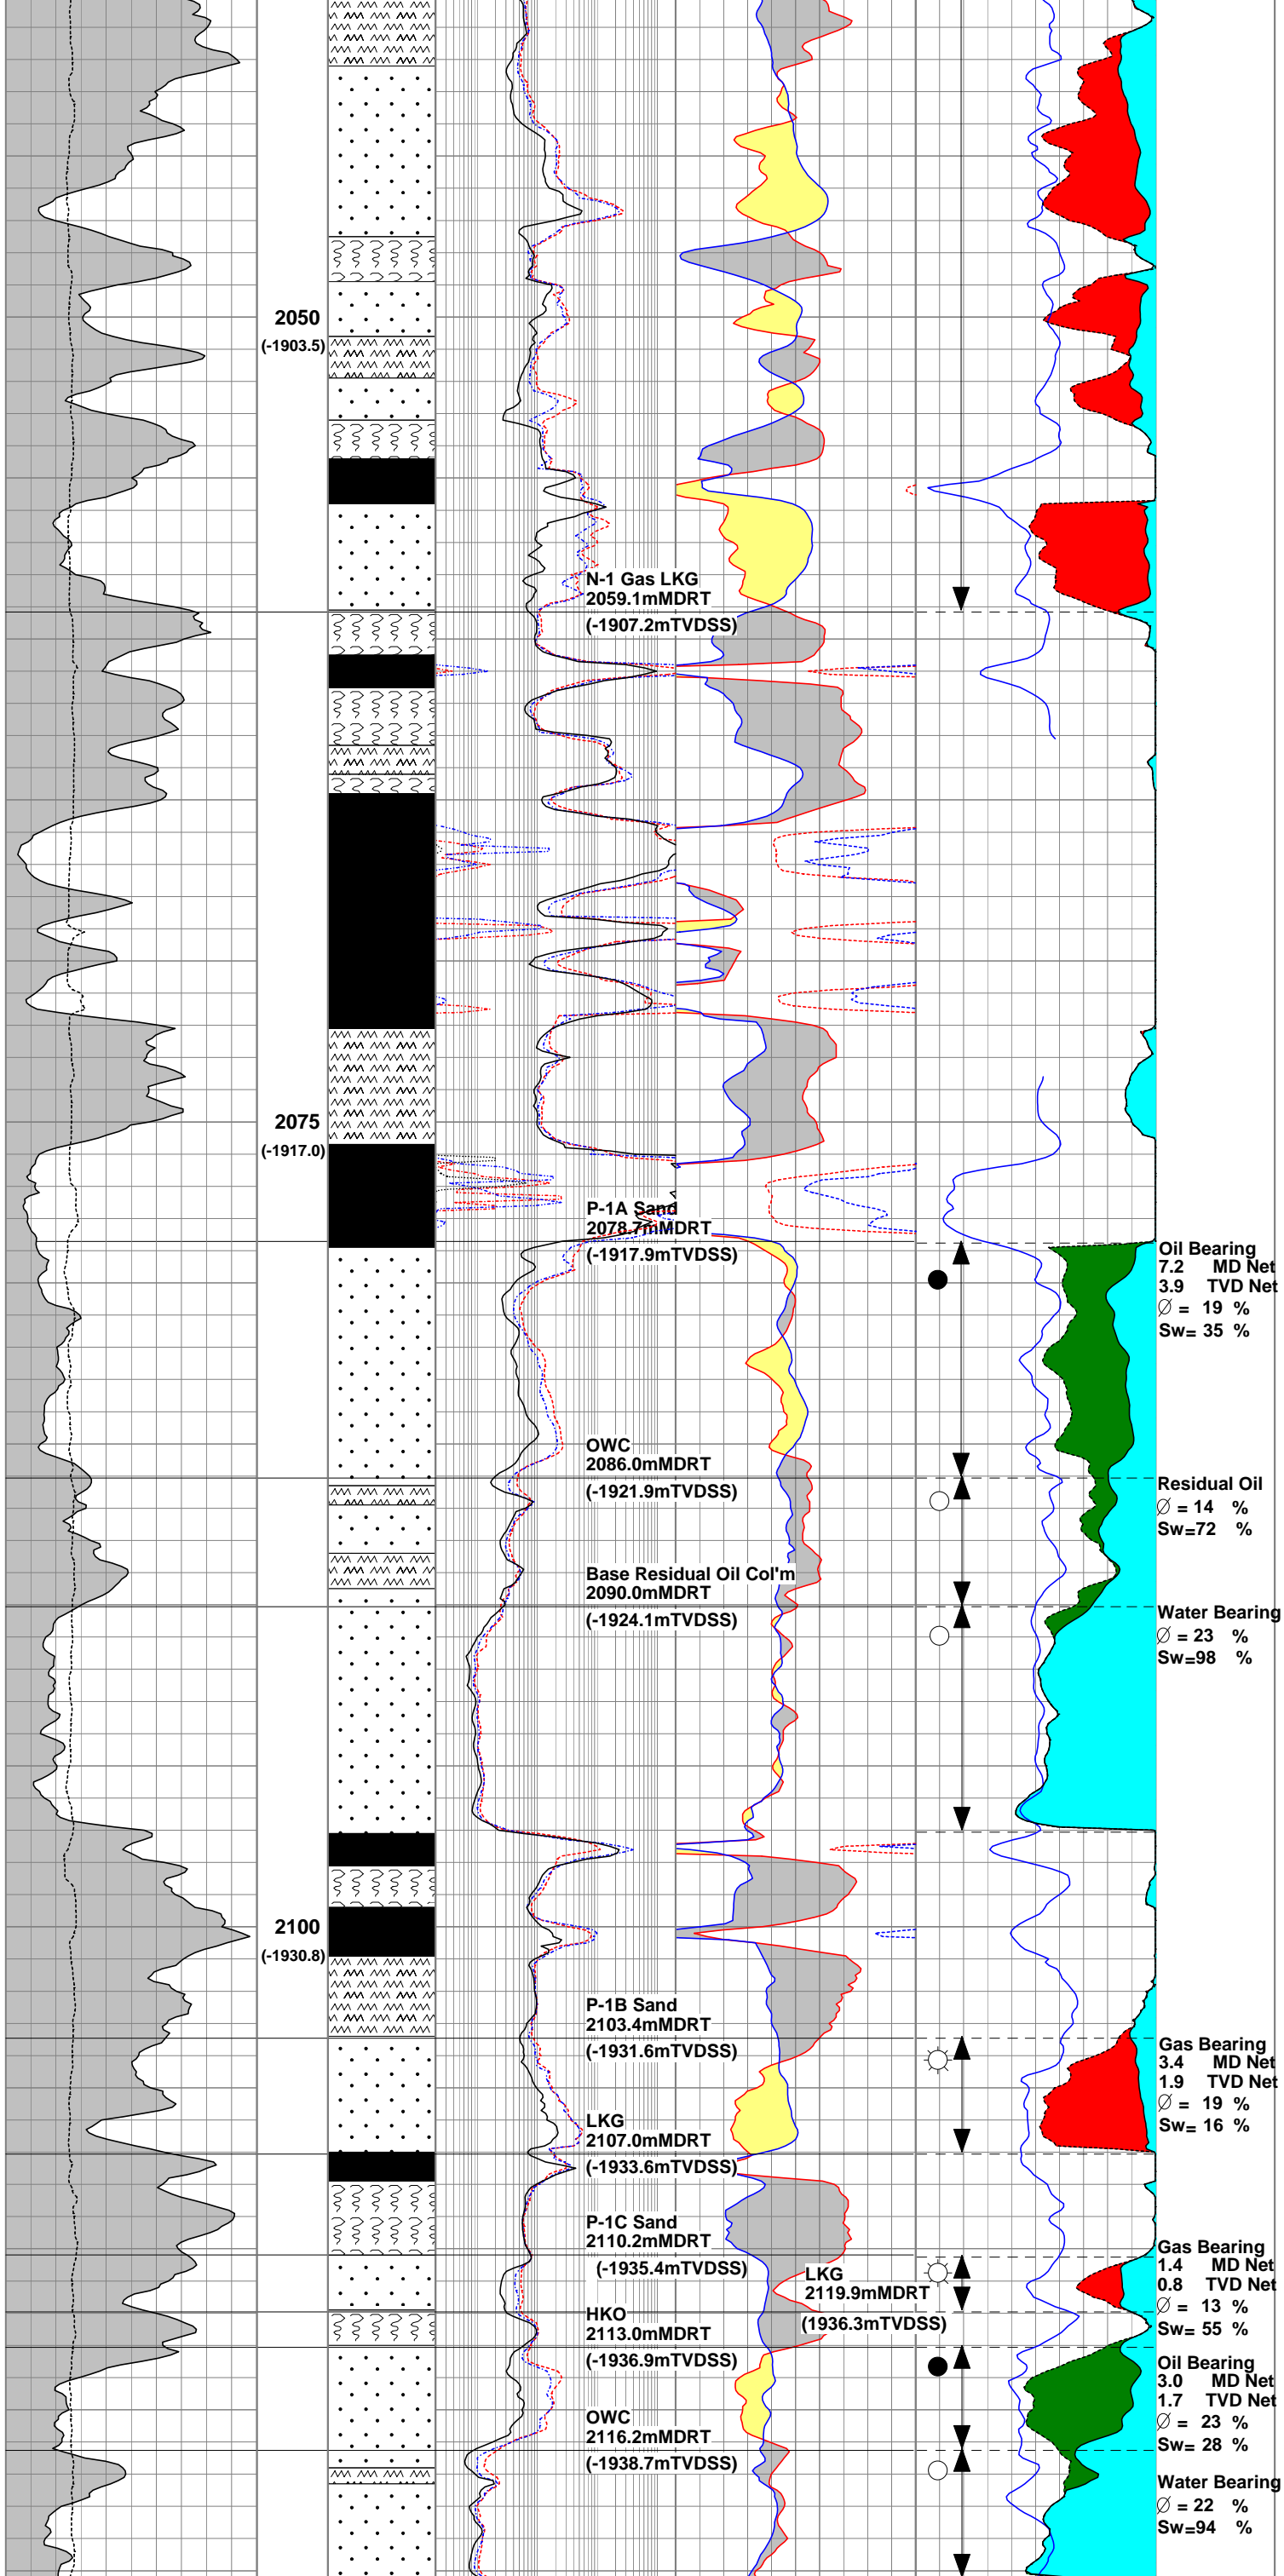 2050
(-1903.5)
N-1 Gas LKG
2059.1mMDRT
(-1907.2mTVDSS)
2075
(-1917.0)
P-1A Sand
2078.7mMDRT
(-1917.9mTVDSS)
Oil Bearing
7.2 MD Net
3.9 TVD Net
∅ = 19 %
Sw= 35 %
OWC
2086.0mMDRT
(-1921.9mTVDSS)
Residual Oil
∅ = 14 %
Sw=72 %
Base Residual Oil Col'm
2090.0mMDRT
(-1924.1mTVDSS)
Water Bearing
∅ = 23 %
Sw=98 %
2100
(-1930.8)
P-1B Sand
2103.4mMDRT
(-1931.6mTVDSS)
Gas Bearing
3.4 MD Net
1.9 TVD Net
∅ = 19 %
Sw= 16 %
LKG
2107.0mMDRT
(-1933.6mTVDSS)
P-1C Sand
2110.2mMDRT
(-1935.4mTVDSS)
Gas Bearing
1.4 MD Net
0.8 TVD Net
∅ = 13 %
Sw= 55 %
LKG
2119.9mMDRT
(1936.3mTVDSS)
HKO
2113.0mMDRT
(-1936.9mTVDSS)
Oil Bearing
3.0 MD Net
1.7 TVD Net
∅ = 23 %
Sw= 28 %
OWC
2116.2mMDRT
(-1938.7mTVDSS)
Water Bearing
∅ = 22 %
Sw=94 %